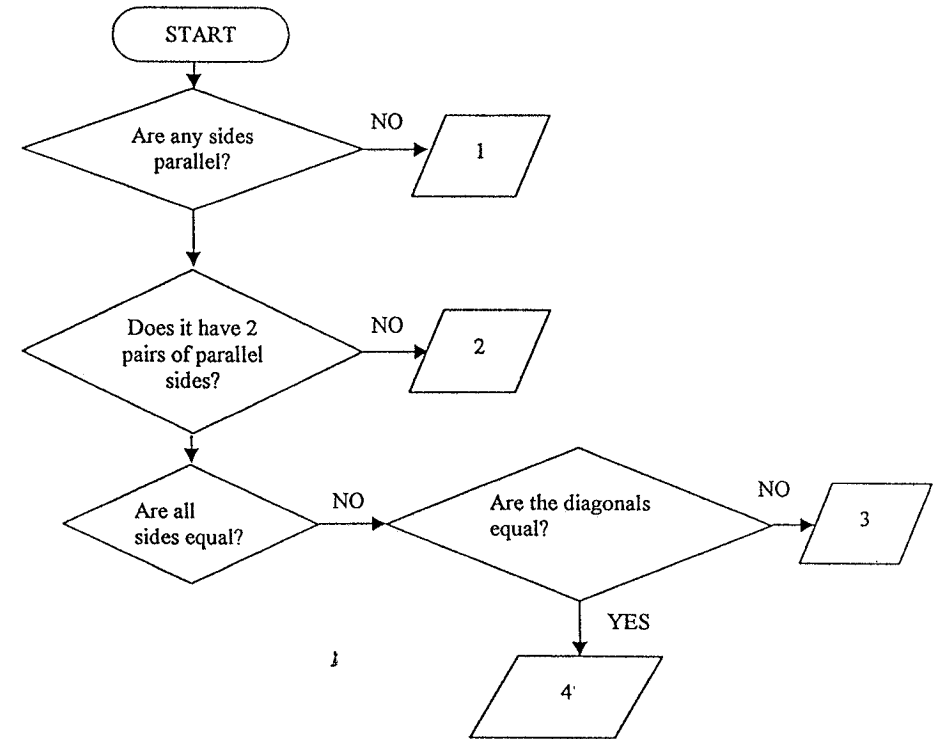 START
Are any sides
parallel?
NO
1
Does it have 2
pairs of parallel
sides?
NO
2
Are all
sides equal?
NO
Are the diagonals
equal?
NO
3
YES
4